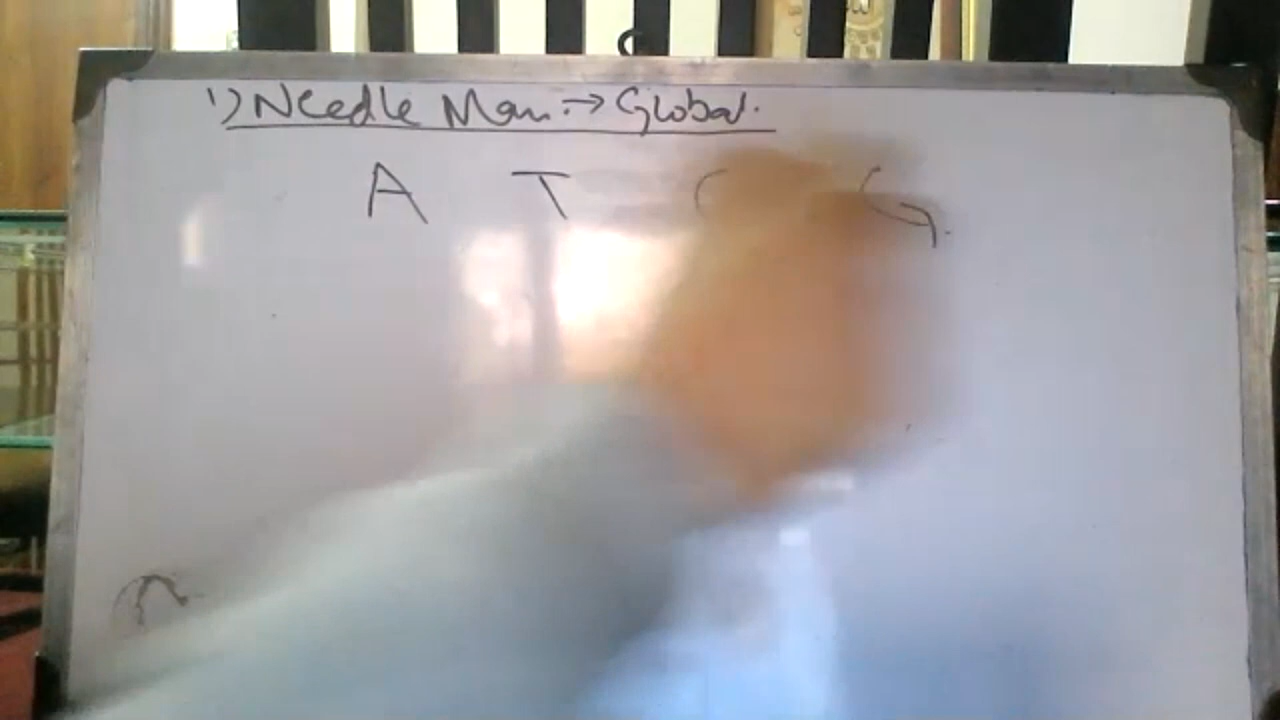 1) Needle Man. → Global.
A T G